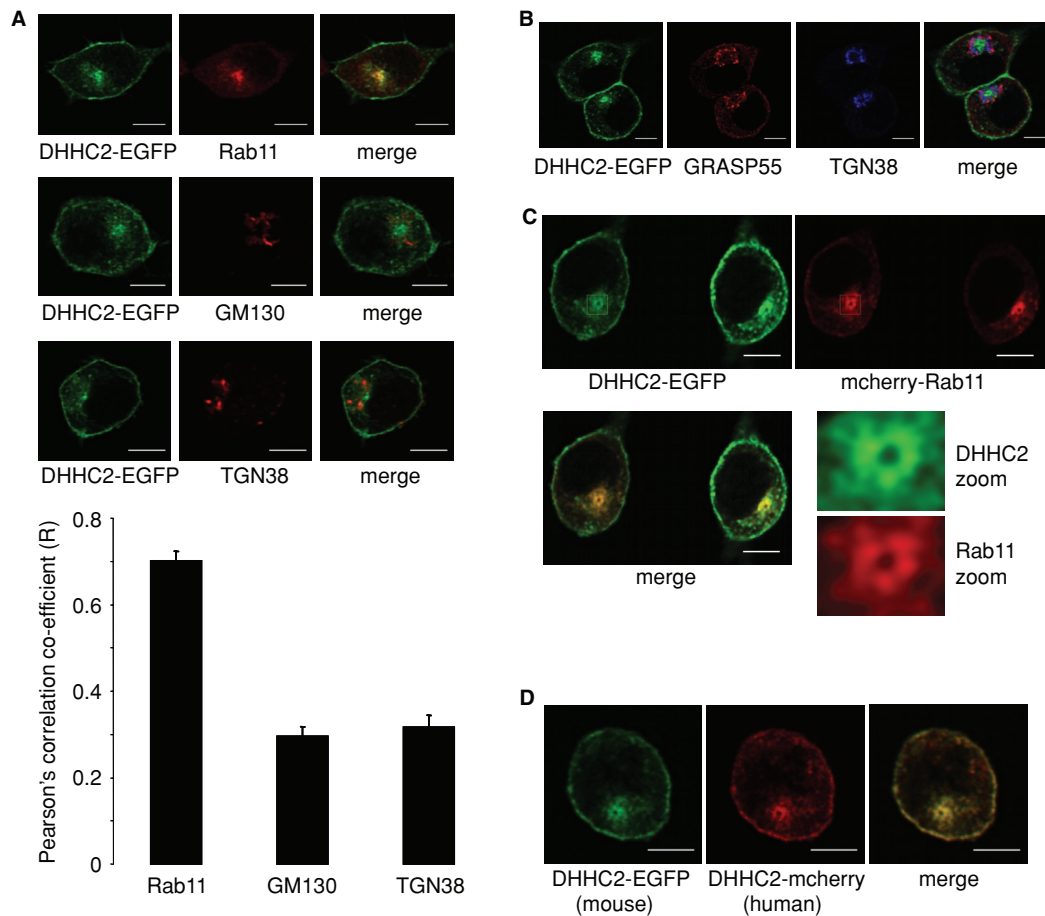 A
DHHC2-EGFP Rab11 merge
DHHC2-EGFP GM130 merge
DHHC2-EGFP TGN38 merge
Pearson's correlation co-efficient (R)
0.8
0.6
0.4
0.2
0
Rab11 GM130 TGN38
B
DHHC2-EGFP GRASP55 TGN38 merge
C
DHHC2-EGFP mcherry-Rab11
merge
DHHC2
zoom
Rab11
zoom
D
DHHC2-EGFP DHHC2-mcherry merge
(mouse) (human)